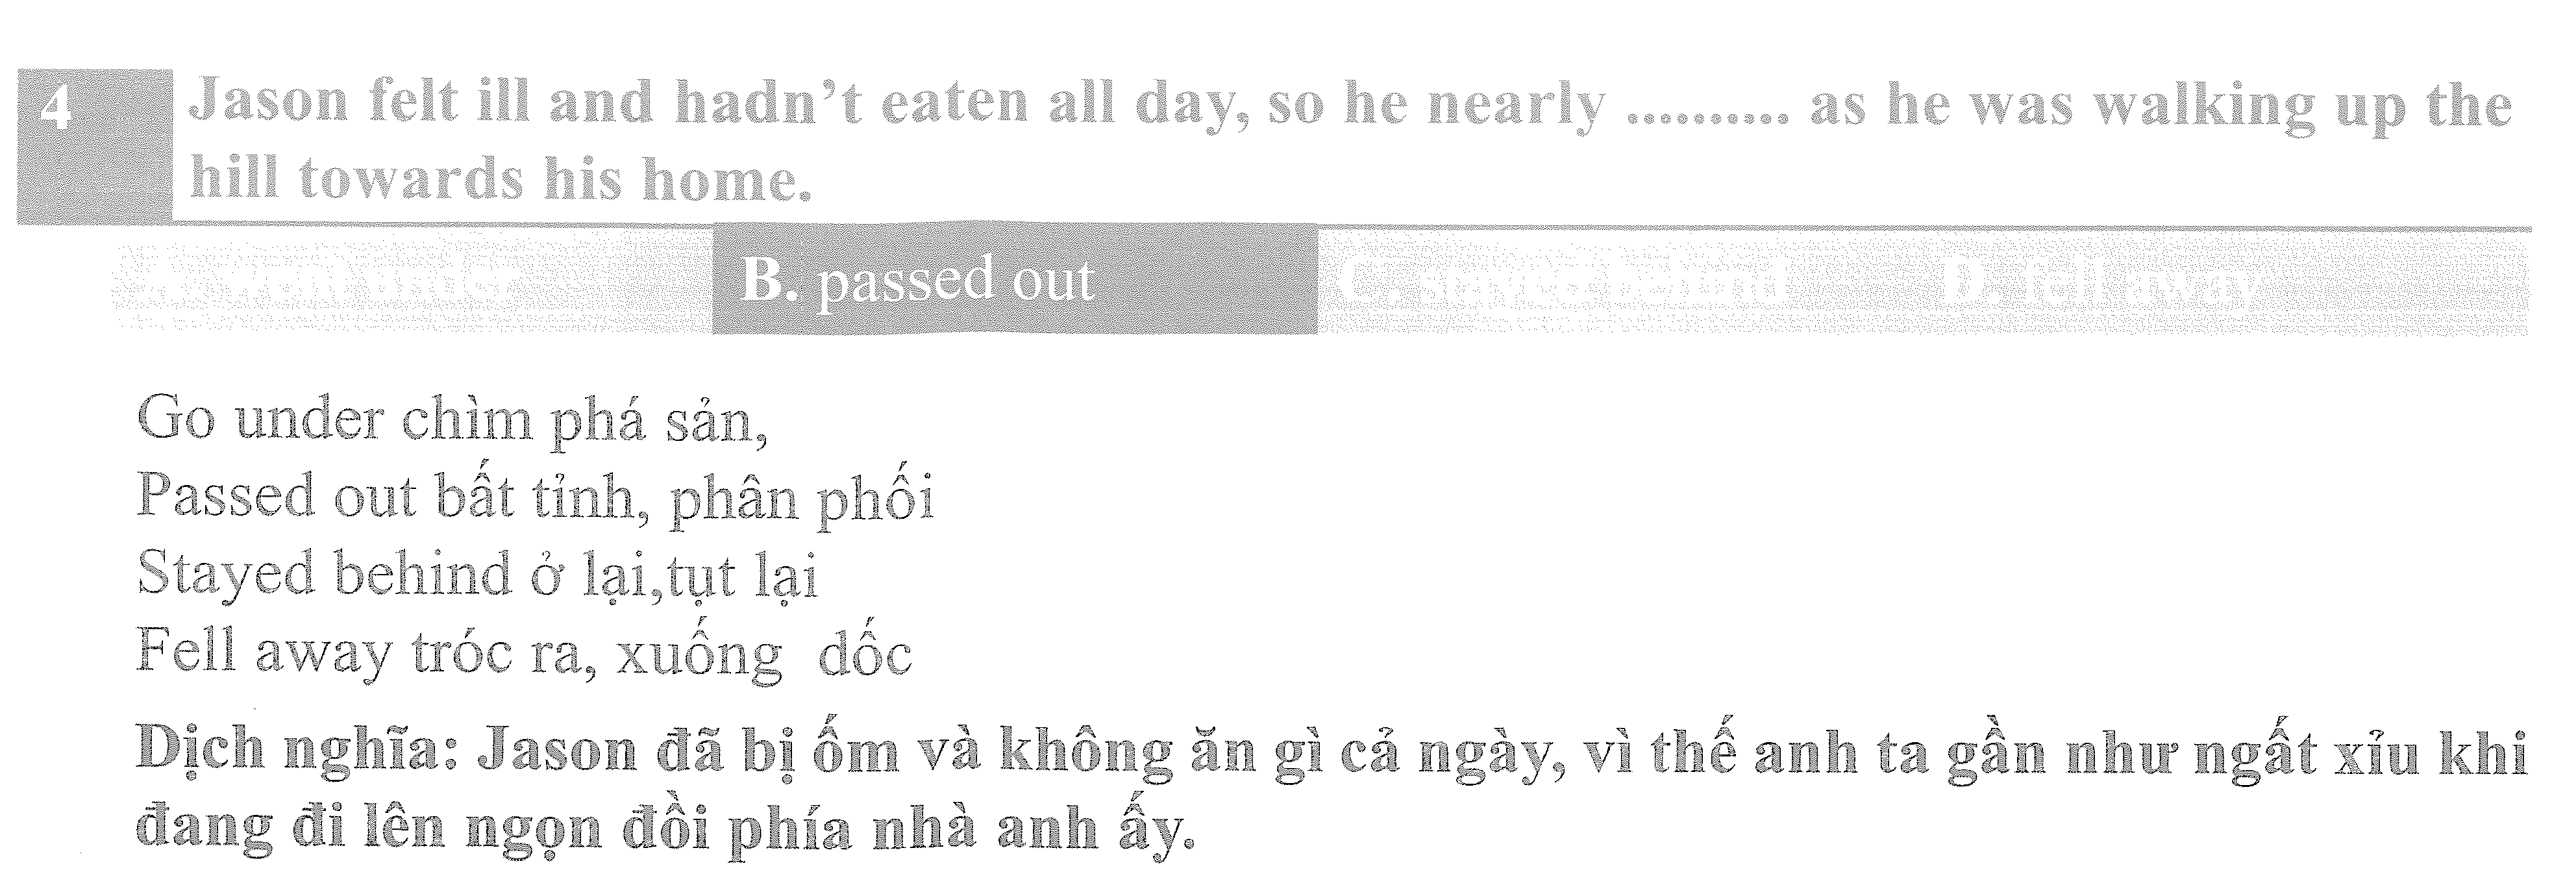 4 Jason felt ill and hadn't eaten all day, so he nearly .......... as he was walking up the
hill towards his home.
A. went under B. passed out C. stayed behind D. fell away
Go under chìm phá sản,
Passed out bất tỉnh, phân phối
Stayed behind ở lại,tụt lại
Fell away tróc ra, xuống dốc
Dịch nghĩa: Jason đã bị ốm và không ăn gì cả ngày, vì thế anh ta gần như ngất xỉu khi
đang đi lên ngọn đồi phía nhà anh ấy.